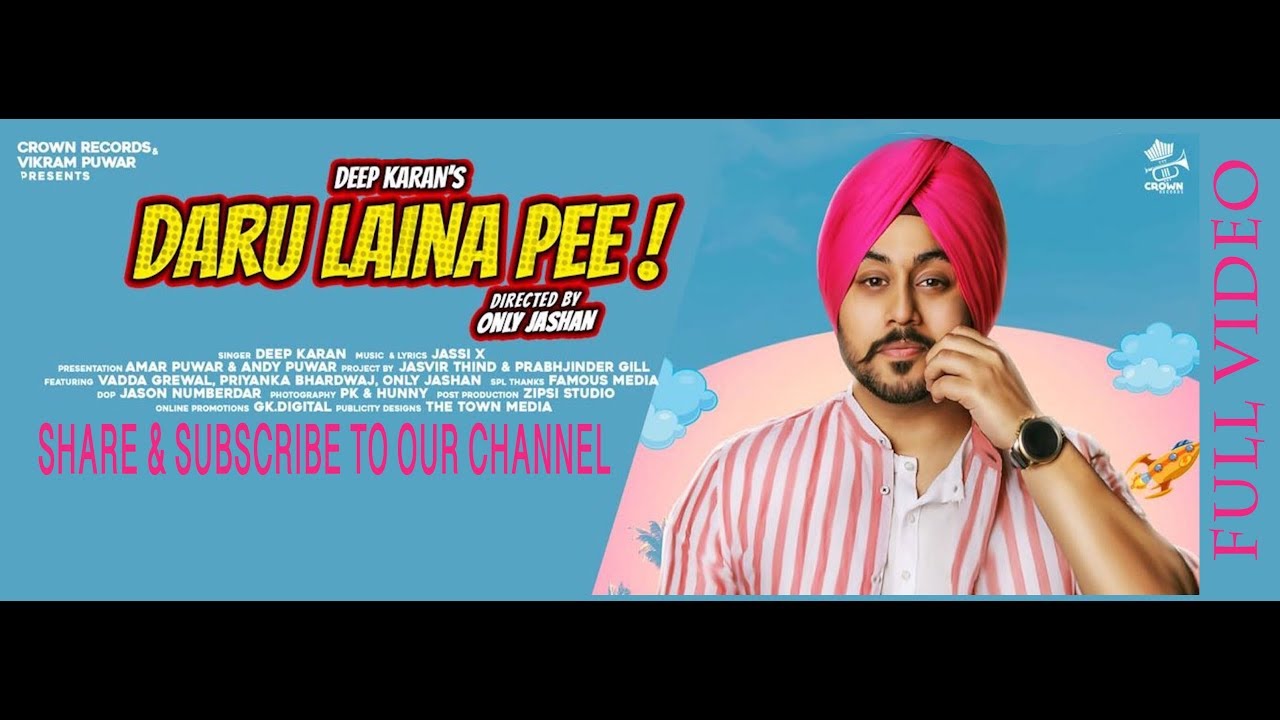 CROWN RECORDS &
VIKRAM PUWAR
PRESENTS
DEEP KARAN'S
DARU LAINA PEE !
DIRECTED BY
ONLY JASHAN
SINGER DEEP KARAN MUSIC & LYRICS JASSI X
PRESENTATION AMAR PUWAR & ANDY PUWAR PROJECT BY JASVIR THIND & PRABHJINDER GILL
FEATURING VADDA GREWAL, PRIYANKA BHARDWAJ, ONLY JASHAN SPL THANKS FAMOUS MEDIA
DOP JASON NUMBERDAR PHOTOGRAPHY PK & HUNNY POST PRODUCTION ZIPSI STUDIO
ONLINE PROMOTIONS GK.DIGITAL PUBLICITY DESIGNS THE TOWN MEDIA
SHARE & SUBSCRIBE TO OUR CHANNEL
CROWN
RECORDS
FULL VIDEO